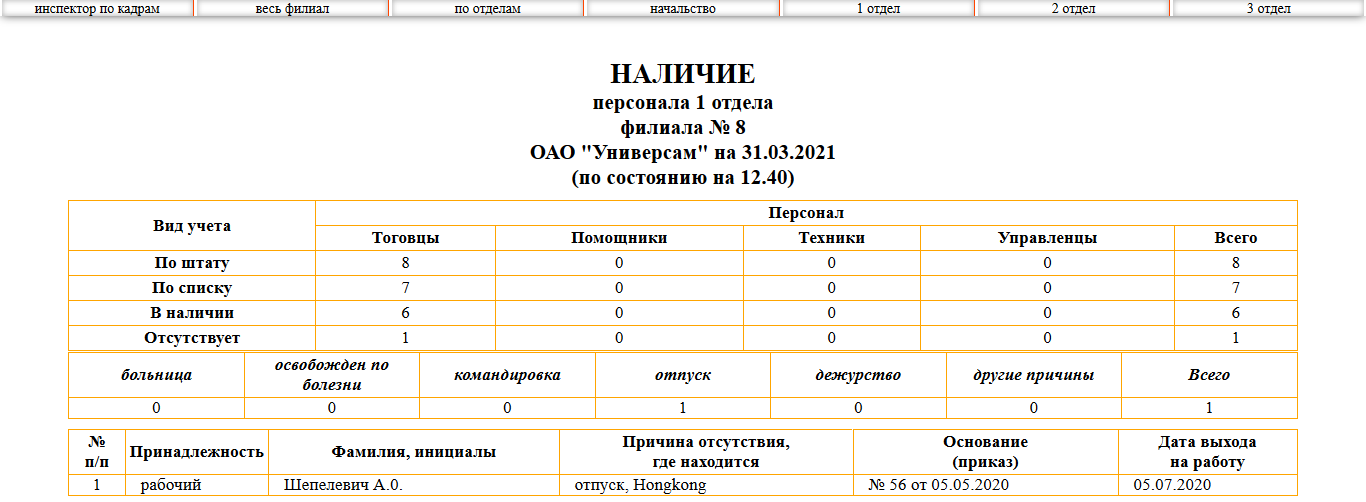 инспектор по кадрам весь филиал по отделам начальство 1 отдел 2 отдел 3 отдел
НАЛИЧИЕ
персонала 1 отдела
филиала № 8
ОАО "Универсам" на 31.03.2021
(по состоянию на 12.40)
Вид учета Персонал
Тоговцы Помощники Техники Управленцы Всего
По штату 8 0 0 0 8
По списку 7 0 0 0 7
В наличии 6 0 0 0 6
Отсутствует 1 0 0 0 1
больница освобожден по болезни командировка отпуск дежурство другие причины Всего
0 0 0 1 0 0 1
№ п/п Принадлежность Фамилия, инициалы Причина отсутствия, где находится Основание (приказ) Дата выхода на работу
1 рабочий Шепелевич А.0. отпуск, Hongkong № 56 от 05.05.2020 05.07.2020